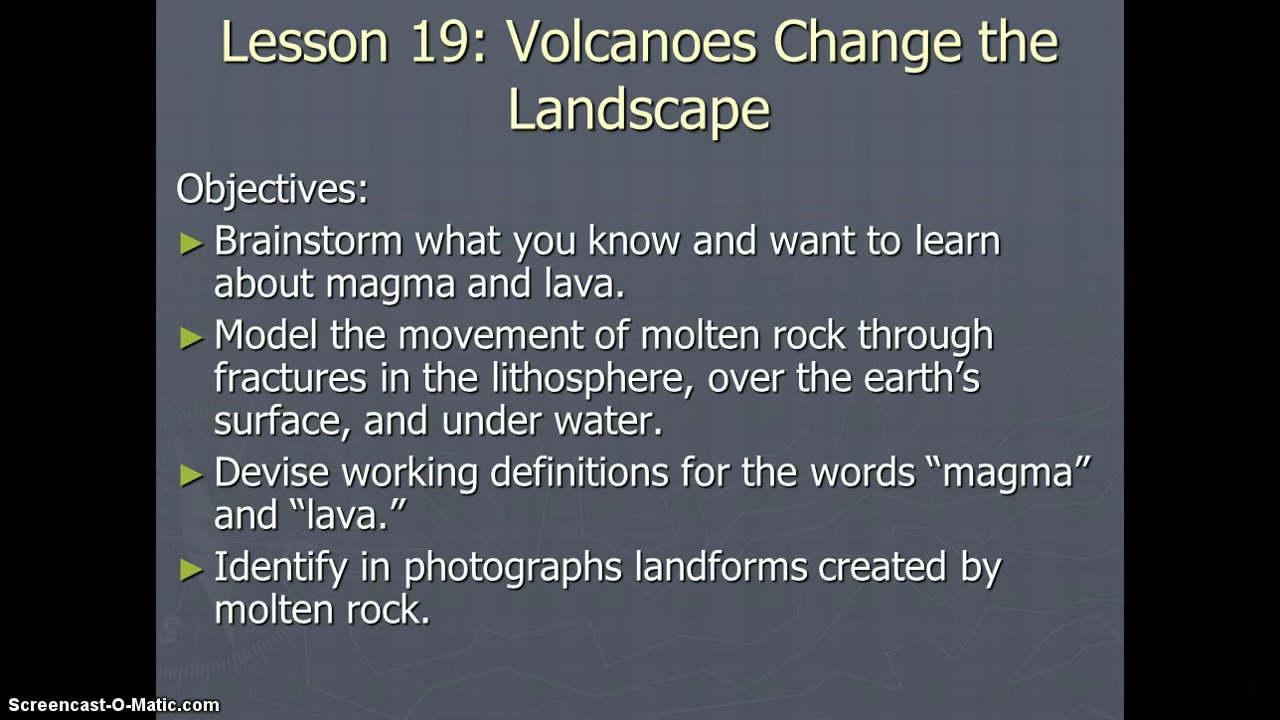 Lesson 19: Volcanoes Change the
Landscape
Objectives:
► Brainstorm what you know and want to learn
about magma and lava.
► Model the movement of molten rock through
fractures in the lithosphere, over the earth’s
surface, and under water.
► Devise working definitions for the words “magma”
and “lava.”
► Identify in photographs landforms created by
molten rock.
Screencast-O-Matic.com